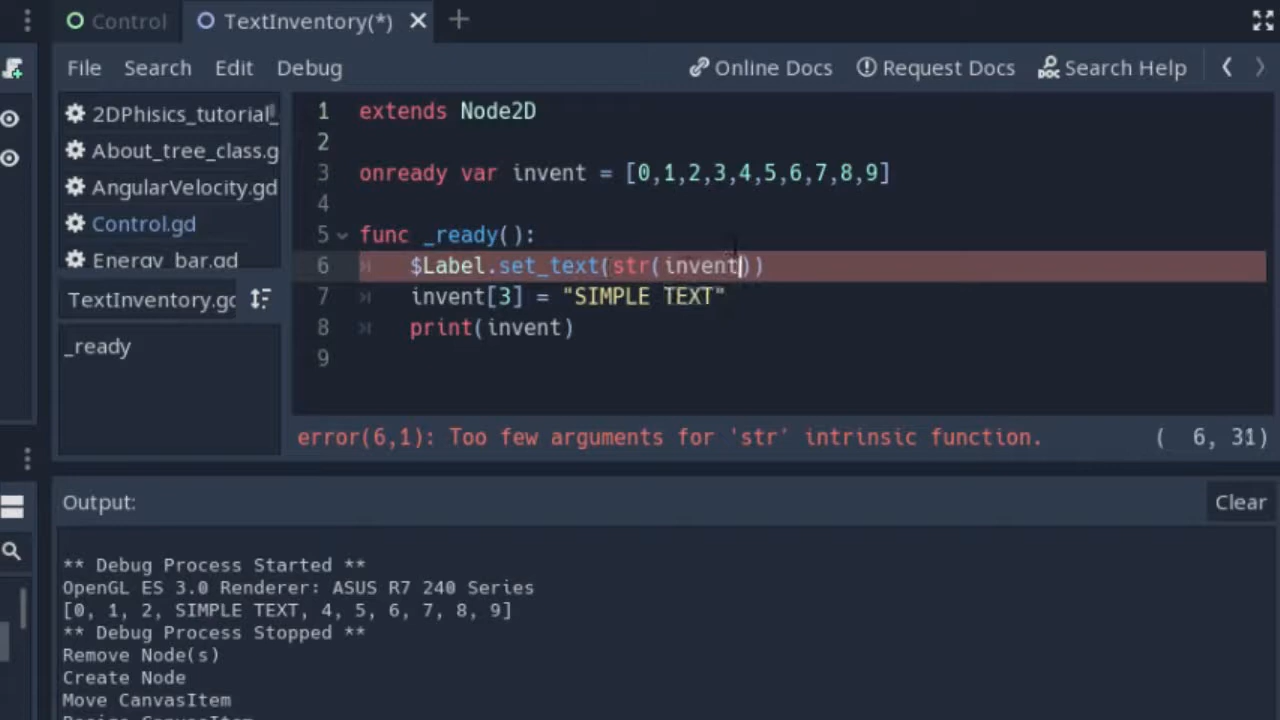 Control
TextInventory(*)
File Search Edit Debug Online Docs Request Docs Search Help
2DPhisics_tutorial_
About_tree_class.g
AngularVelocity.gd
Control.gd
Energy_bar.gd
TextInventory.gd
_ready
1 extends Node2D
2
3 onready var invent = [0,1,2,3,4,5,6,7,8,9]
4
5 func _ready():
6 $Label.set_text(str(invent))
7 invent[3] = "SIMPLE TEXT"
8 print(invent)
9
error(6,1): Too few arguments for 'str' intrinsic function. ( 6, 31)
Output: Clear
** Debug Process Started **
OpenGL ES 3.0 Renderer: ASUS R7 240 Series
[0, 1, 2, SIMPLE TEXT, 4, 5, 6, 7, 8, 9]
** Debug Process Stopped **
Remove Node(s)
Create Node
Move CanvasItem